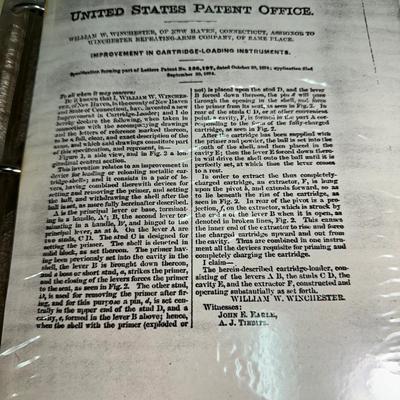 UNITED STATES PATENT OFFICE.
WILLIAM W. WINCHESTER, OF NEW HAVEN, CONNECTICUT, ASSIGNOR TO
WINCHESTER REPEATING-ARMS COMPANY, OF SAME PLACE.
IMPROVEMENT IN CARTRIDGE-LOADING INSTRUMENTS.
Specification forming part of Letters Patent No. dated October 20, 1874; application filed
September 1874.
To all whom it may concern:
Be it known that I, WILLIAM W. WINCHES-
TER, of New Haven, in the county of New Haven
and State of Connecticut, have invented a new
Improvement in Cartridge-Loader; and I do
hereby declare the following, when taken in
connection with the accompanying drawings
and the letters of reference marked thereon,
to be a full, clear, and exact description of the
same, and which said drawings constitute part
of this specification, and represent, in—
Figure 1, a side view, and in Fig. 2 a lon-
gitudinal central section.
This invention relates to an improvement in
device for loading or reloading metallic car-
tridge-shells; and it consists in a pair of le-
vers, having combined therewith devices for
setting and removing the primer, and setting
the ball, and withdrawing the shell after the
ball is set, as more fully hereinafter described.
A is the principal lever or base, terminat-
ing in a handle, A'; B, the second lever ter-
minating in a handle, and hinged to the
principal lever, as at b. On the lever A are
two studs, C D. The stud C is designed for
setting the primer. The shell is denoted in
solid black, as set thereon. The primer hav-
ing been previously set into the cavity in the
shell, the lever B is brought down thereon,
and a boss or short stud, a, strikes the primer,
and the closing of the levers forces the primer
to the seat, as seen in Fig. 2. The other stud,
D, is used for removing the primer after fir-
ing, and for this purpose a pin, d, is set cen-
trally in the upper end of the stud D, and a
cavity, e, formed in the lever B above; hence,
when the shell with the primer (exploded or
not) is placed upon the stud D, and the lever
B forced down thereon, the pin d will pass
through the opening in the shell, and force
the primer from its seat, as seen in Fig. 2. In
rear of the studs C D, or at other convenient
point, a cavity, E, is formed in the part A cor-
responding to the form of the fully-charged
cartridge, as seen in Fig. 2.
After the cartridge has been supplied with
the primer and powder, the ball is set into the
mouth of the shell, and then placed in the
cavity E; then the lever B forced down there-
in will drive the shell onto the ball until it is
perfectly set, at which time the lever comes
to a rest.
In order to extract the thus completely-
charged cartridge, an extractor, F, is hung
upon the pivot b, and extends forward, so as
to lie beneath the rim of the cartridge, as
seen in Fig. 2. In rear of the pivot is a pro-
jection, f, on the extractor, which is struck by
the end of the lever B when it is open, as
denoted in broken lines, Fig. 2. This causes
the inner end of the extractor to rise and force
the charged cartridge upward and out from
the cavity. Thus are combined in one instru-
ment all the devices requisite for priming and
completely charging the cartridge.
I claim—
The herein-described cartridge-loader, con-
sisting of the levers A B, the studs C D, the
cavity E, and the extractor F, constructed and
operating substantially as set forth.
WILLIAM W. WINCHESTER.
Witnesses:
JOHN E. EARLE,
A. J. TIBBITS.